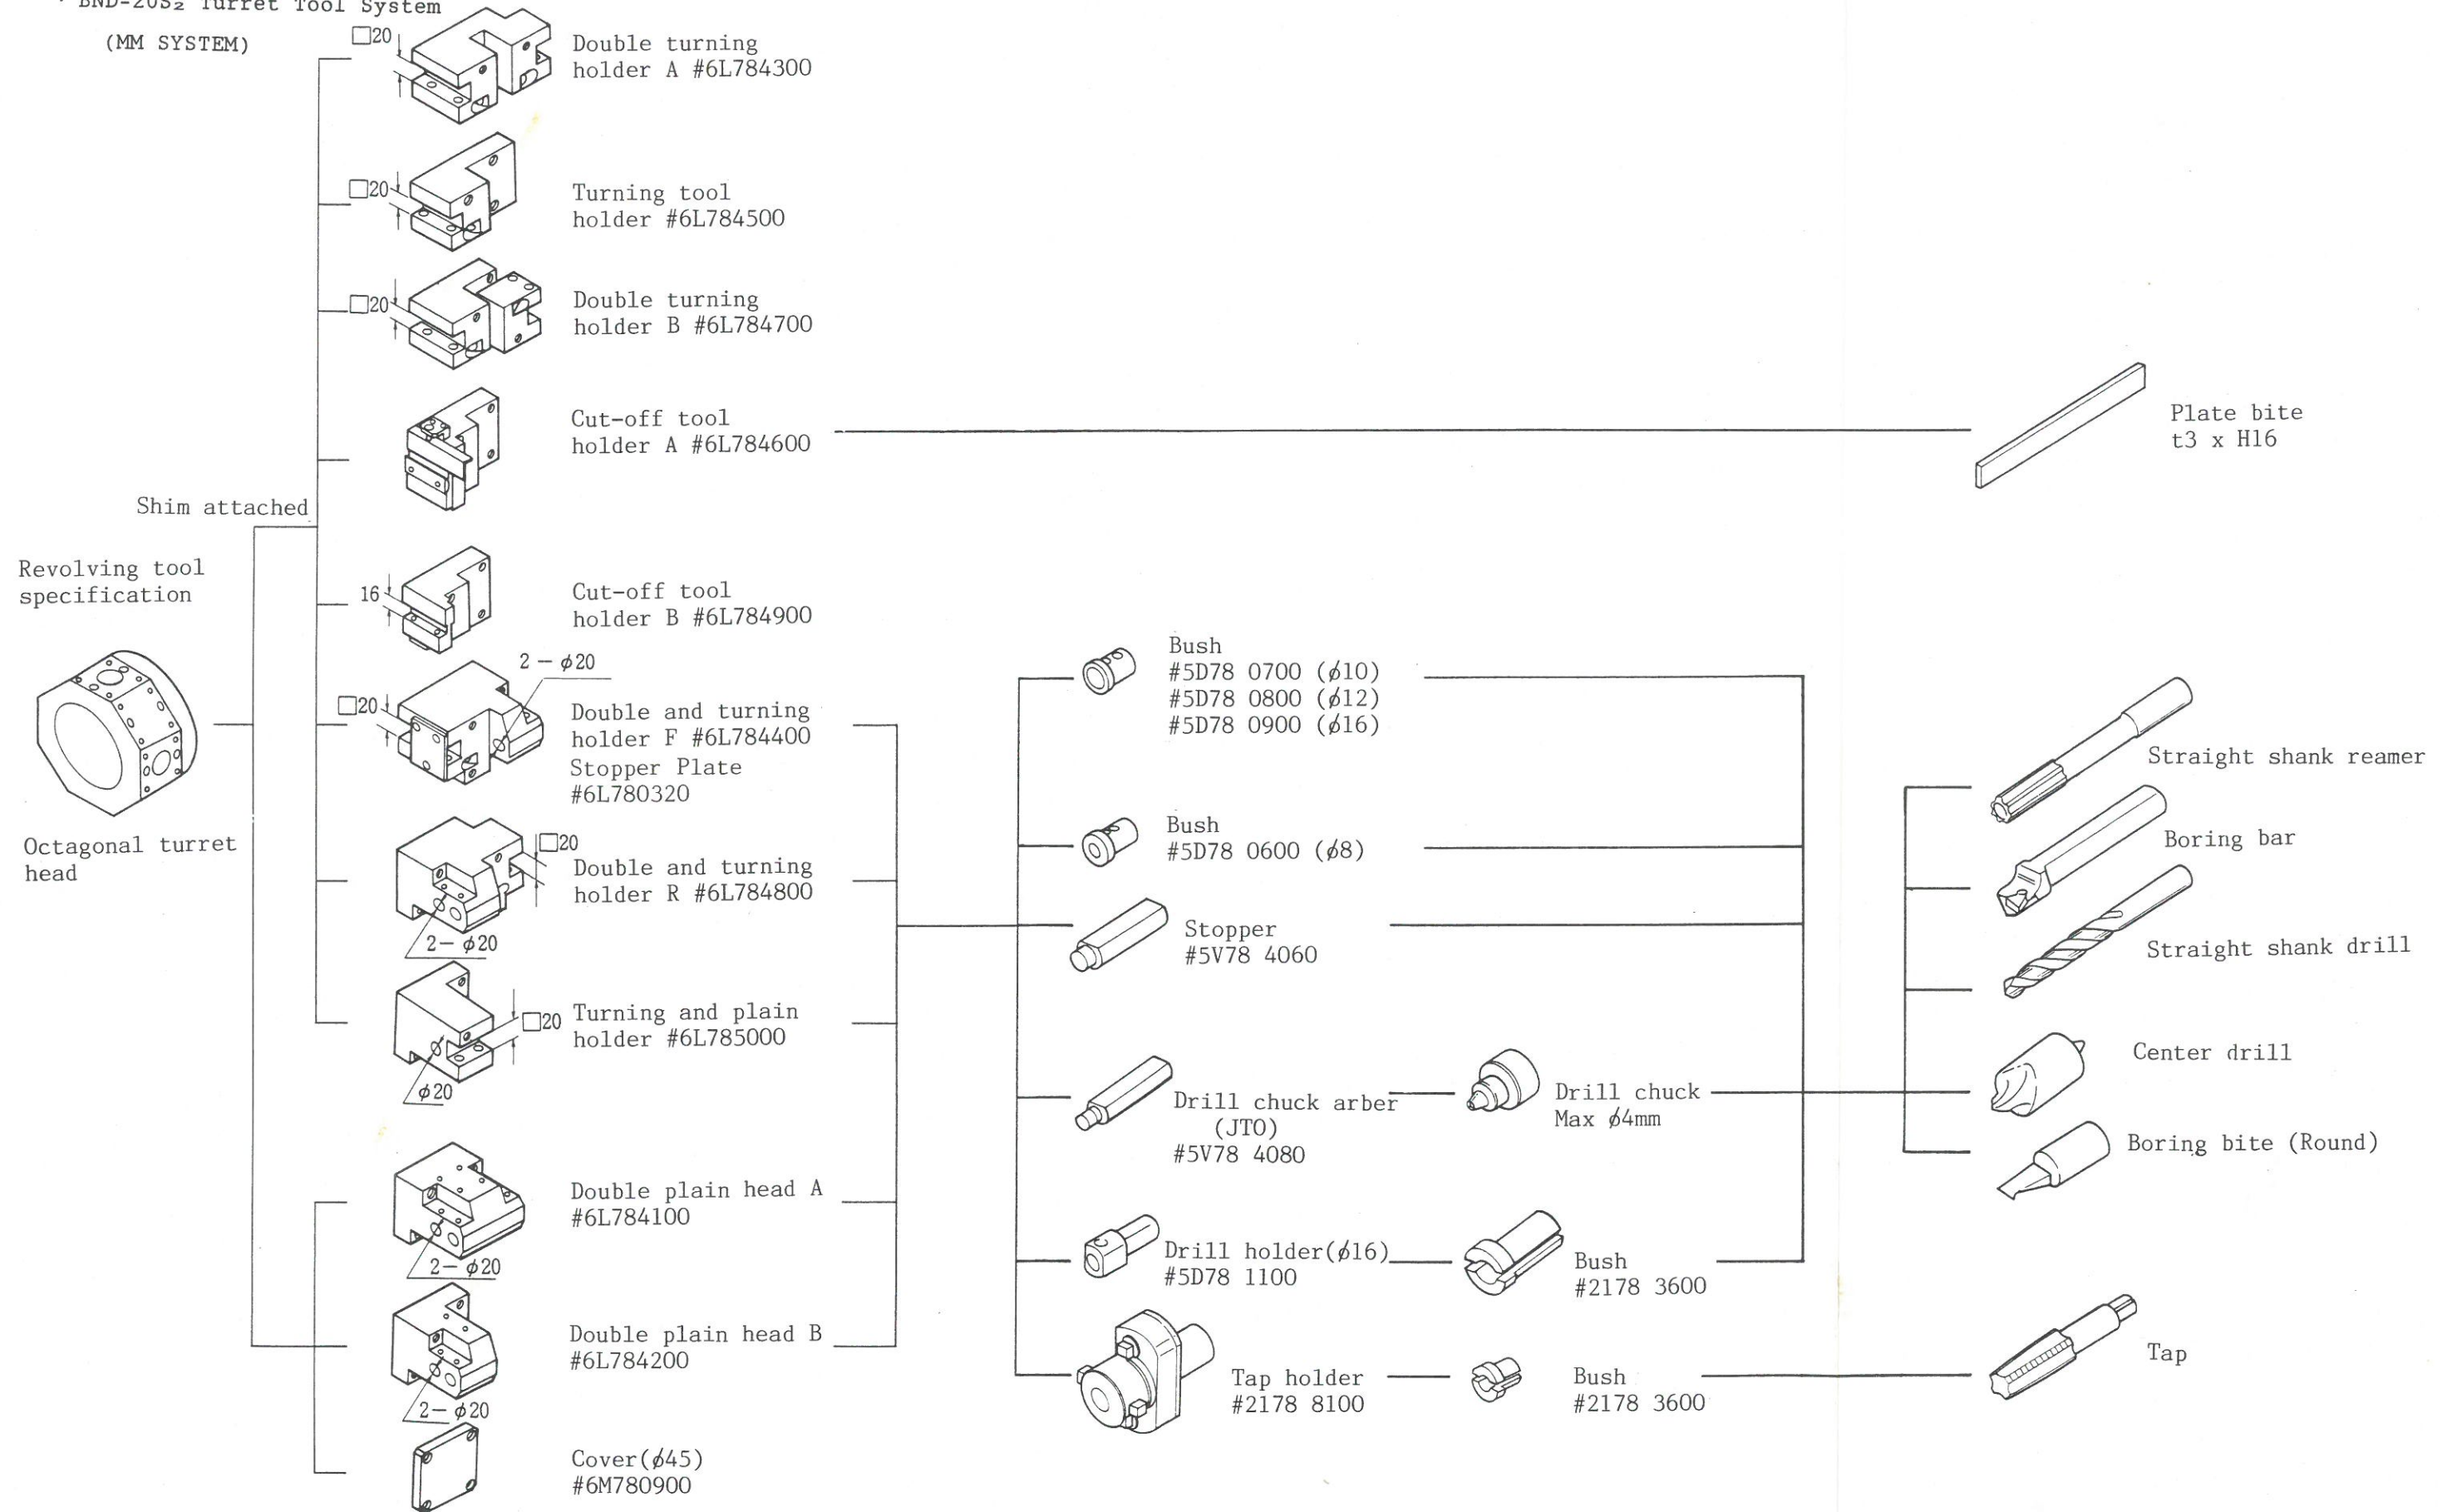 BND-20S₂ Turret Tool System
(MM SYSTEM)
□20
Double turning
holder A #6L784300
□20
Turning tool
holder #6L784500
□20
Double turning
holder B #6L784700
Cut-off tool
holder A #6L784600
Plate bite
t3 x H16
Shim attached
Revolving tool
specification
16
Cut-off tool
holder B #6L784900
Octagonal turret
head
2 — φ20
□20
Double and turning
holder F #6L784400
Stopper Plate
#6L780320
□20
Double and turning
holder R #6L784800
2— φ20
□20
Turning and plain
holder #6L785000
φ20
Double plain head A
#6L784100
2— φ20
Double plain head B
#6L784200
2— φ20
Cover(φ45)
#6M780900
Bush
#5D78 0700 (φ10)
#5D78 0800 (φ12)
#5D78 0900 (φ16)
Bush
#5D78 0600 (φ8)
Stopper
#5V78 4060
Drill chuck arber
(JTO)
#5V78 4080
Drill chuck
Max φ4mm
Drill holder(φ16)
#5D78 1100
Bush
#2178 3600
Tap holder
#2178 8100
Bush
#2178 3600
Straight shank reamer
Boring bar
Straight shank drill
Center drill
Boring bite (Round)
Tap